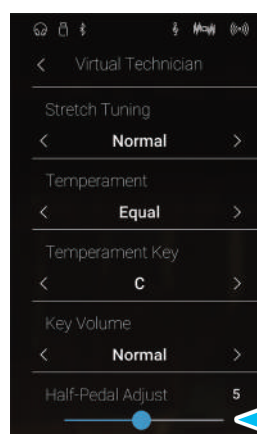 Virtual Technician
Stretch Tuning
Normal
Temperament
Equal
Temperament Key
C
Key Volume
Normal
Half-Pedal Adjust 5